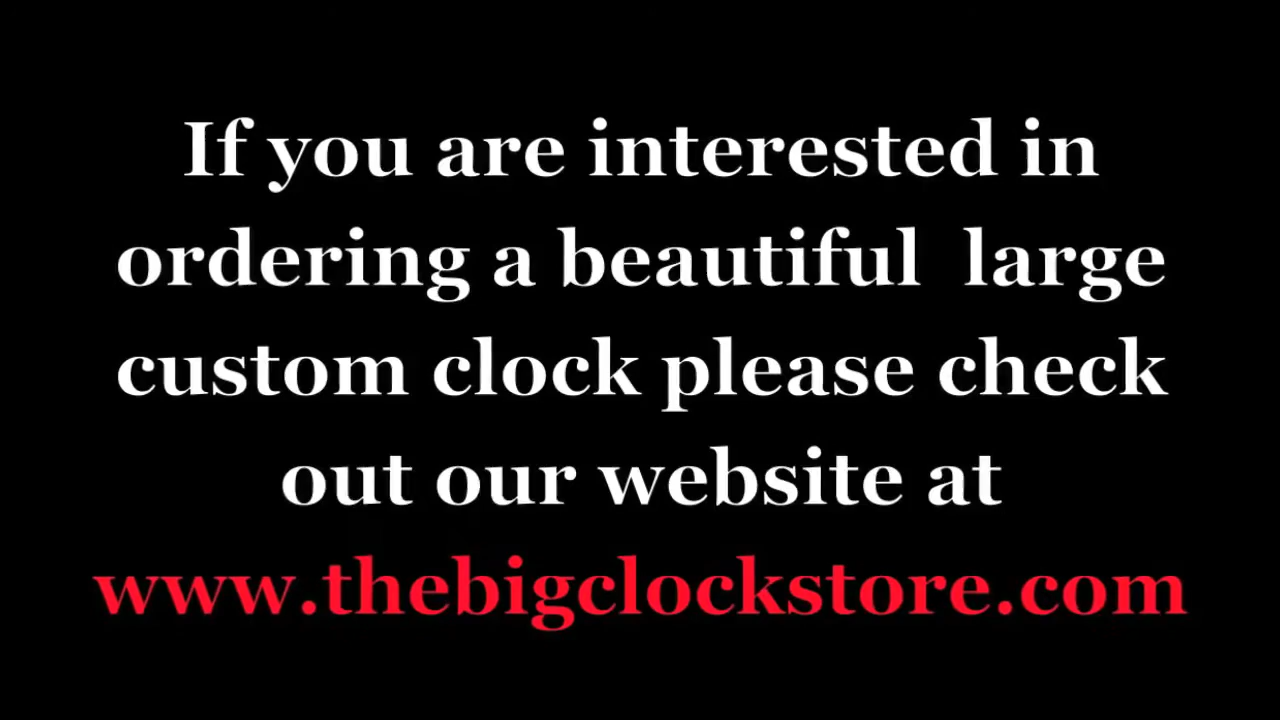 If you are interested in
ordering a beautiful  large
custom clock please check
out our website at
www.thebigclockstore.com